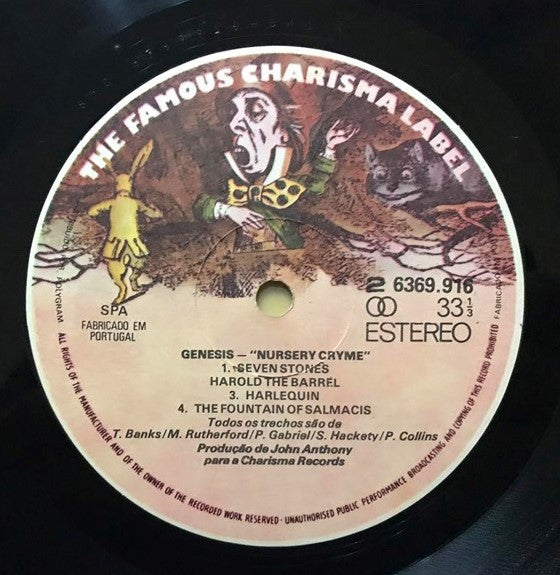 THE FAMOUS CHARISMA LABEL
2 6369.916
33 1/3
ESTEREO
SPA
FABRICADO EM
PORTUGAL
POLYGRAM
GENESIS — "NURSERY CRYME"
1. SEVEN STONES
HAROLD THE BARREL
3. HARLEQUIN
4. THE FOUNTAIN OF SALMACIS
Todos os trechos são de
T. Banks/M. Rutherford/P. Gabriel/S. Hackety/P. Collins
Produção de John Anthony
para a Charisma Records
ALL RIGHTS OF THE MANUFACTURER AND OF THE OWNER OF THE RECORDED WORK RESERVED · UNAUTHORISED PUBLIC PERFORMANCE BROADCASTING AND COPYING OF THIS RECORD PROHIBITED